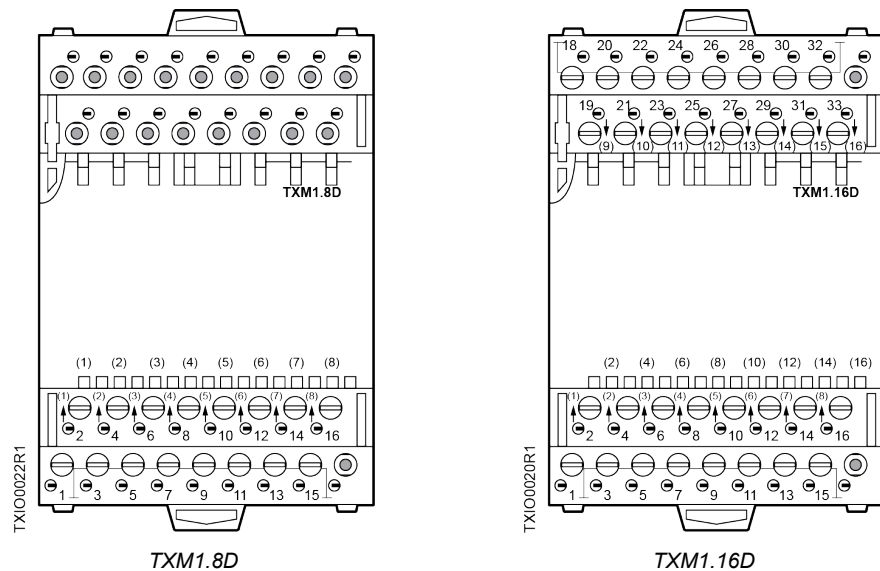 TXM1.8D
(1) (2) (3) (4) (5) (6) (7) (8)
(1) (2) (3) (4) (5) (6) (7) (8)
2 4 6 8 10 12 14 16
1 3 5 7 9 11 13 15
TXIO0022R1
TXM1.8D
18 20 22 24 26 28 30 32
19 21 23 25 27 29 31 33
(9) (10) (11) (12) (13) (14) (15) (16)
TXM1.16D
(2) (4) (6) (8) (10) (12) (14) (16)
(1) (2) (3) (4) (5) (6) (7) (8)
2 4 6 8 10 12 14 16
1 3 5 7 9 11 13 15
TXIO0020R1
TXM1.16D